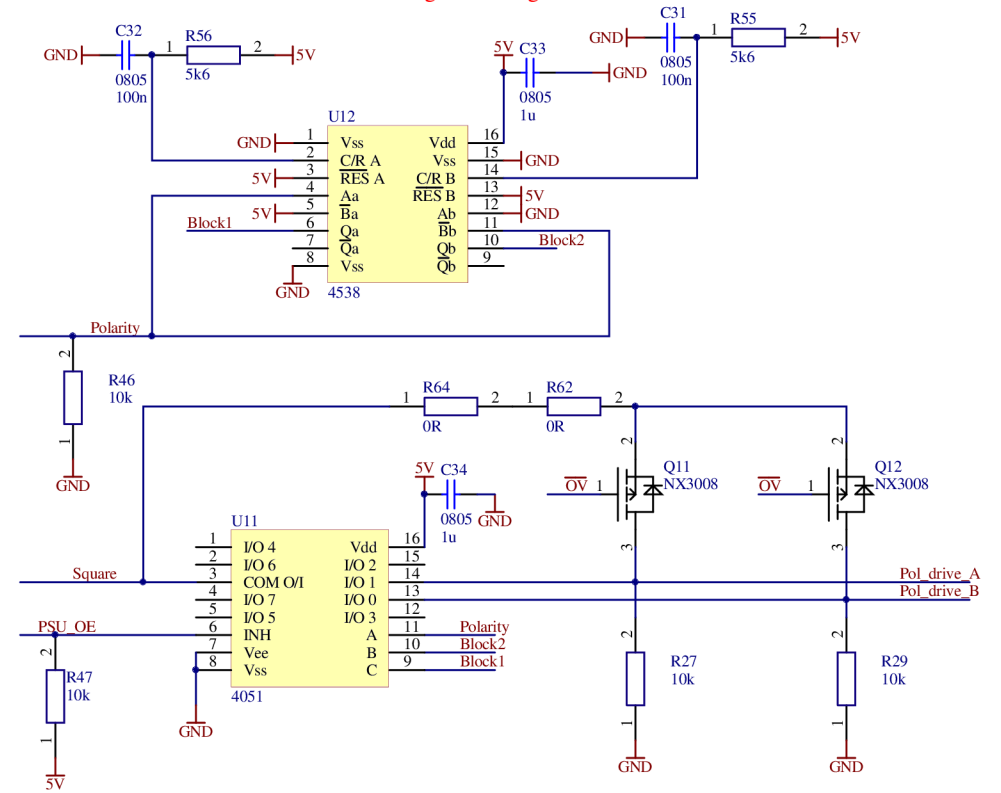 C32
GND
1
R56
2
5V
5k6
0805
100n
5V
C33
GND
0805
1u
C31
GND
1
R55
2
5V
5k6
0805
100n
U12
GND 1 Vss
2 C/R A
5V 3 RES A
4 Aa
5V 5 Ba
Block1 6 Qa
7 Qa
8 Vss
GND
Vdd 16
Vss 15 GND
C/R B 14
RES B 13 5V
Ab 12 GND
Bb 11
Qb 10 Block2
Qb 9
4538
Polarity
2
R46
10k
1
GND
1 R64 2
0R
1 R62 2
0R
2
Q11
NX3008
OV 1
3
2
Q12
NX3008
OV 1
3
5V
C34
0805
1u
GND
U11
1 I/O 4
2 I/O 6
Square 3 COM O/I
4 I/O 7
5 I/O 5
PSU_OE 6 INH
7 Vee
8 Vss
Vdd 16
I/O 2 15
I/O 1 14
I/O 0 13
I/O 3 12
A 11 Polarity
B 10 Block2
C 9 Block1
4051
GND
Pol_drive_A
Pol_drive_B
2
R47
10k
1
5V
2
R27
10k
1
GND
2
R29
10k
1
GND